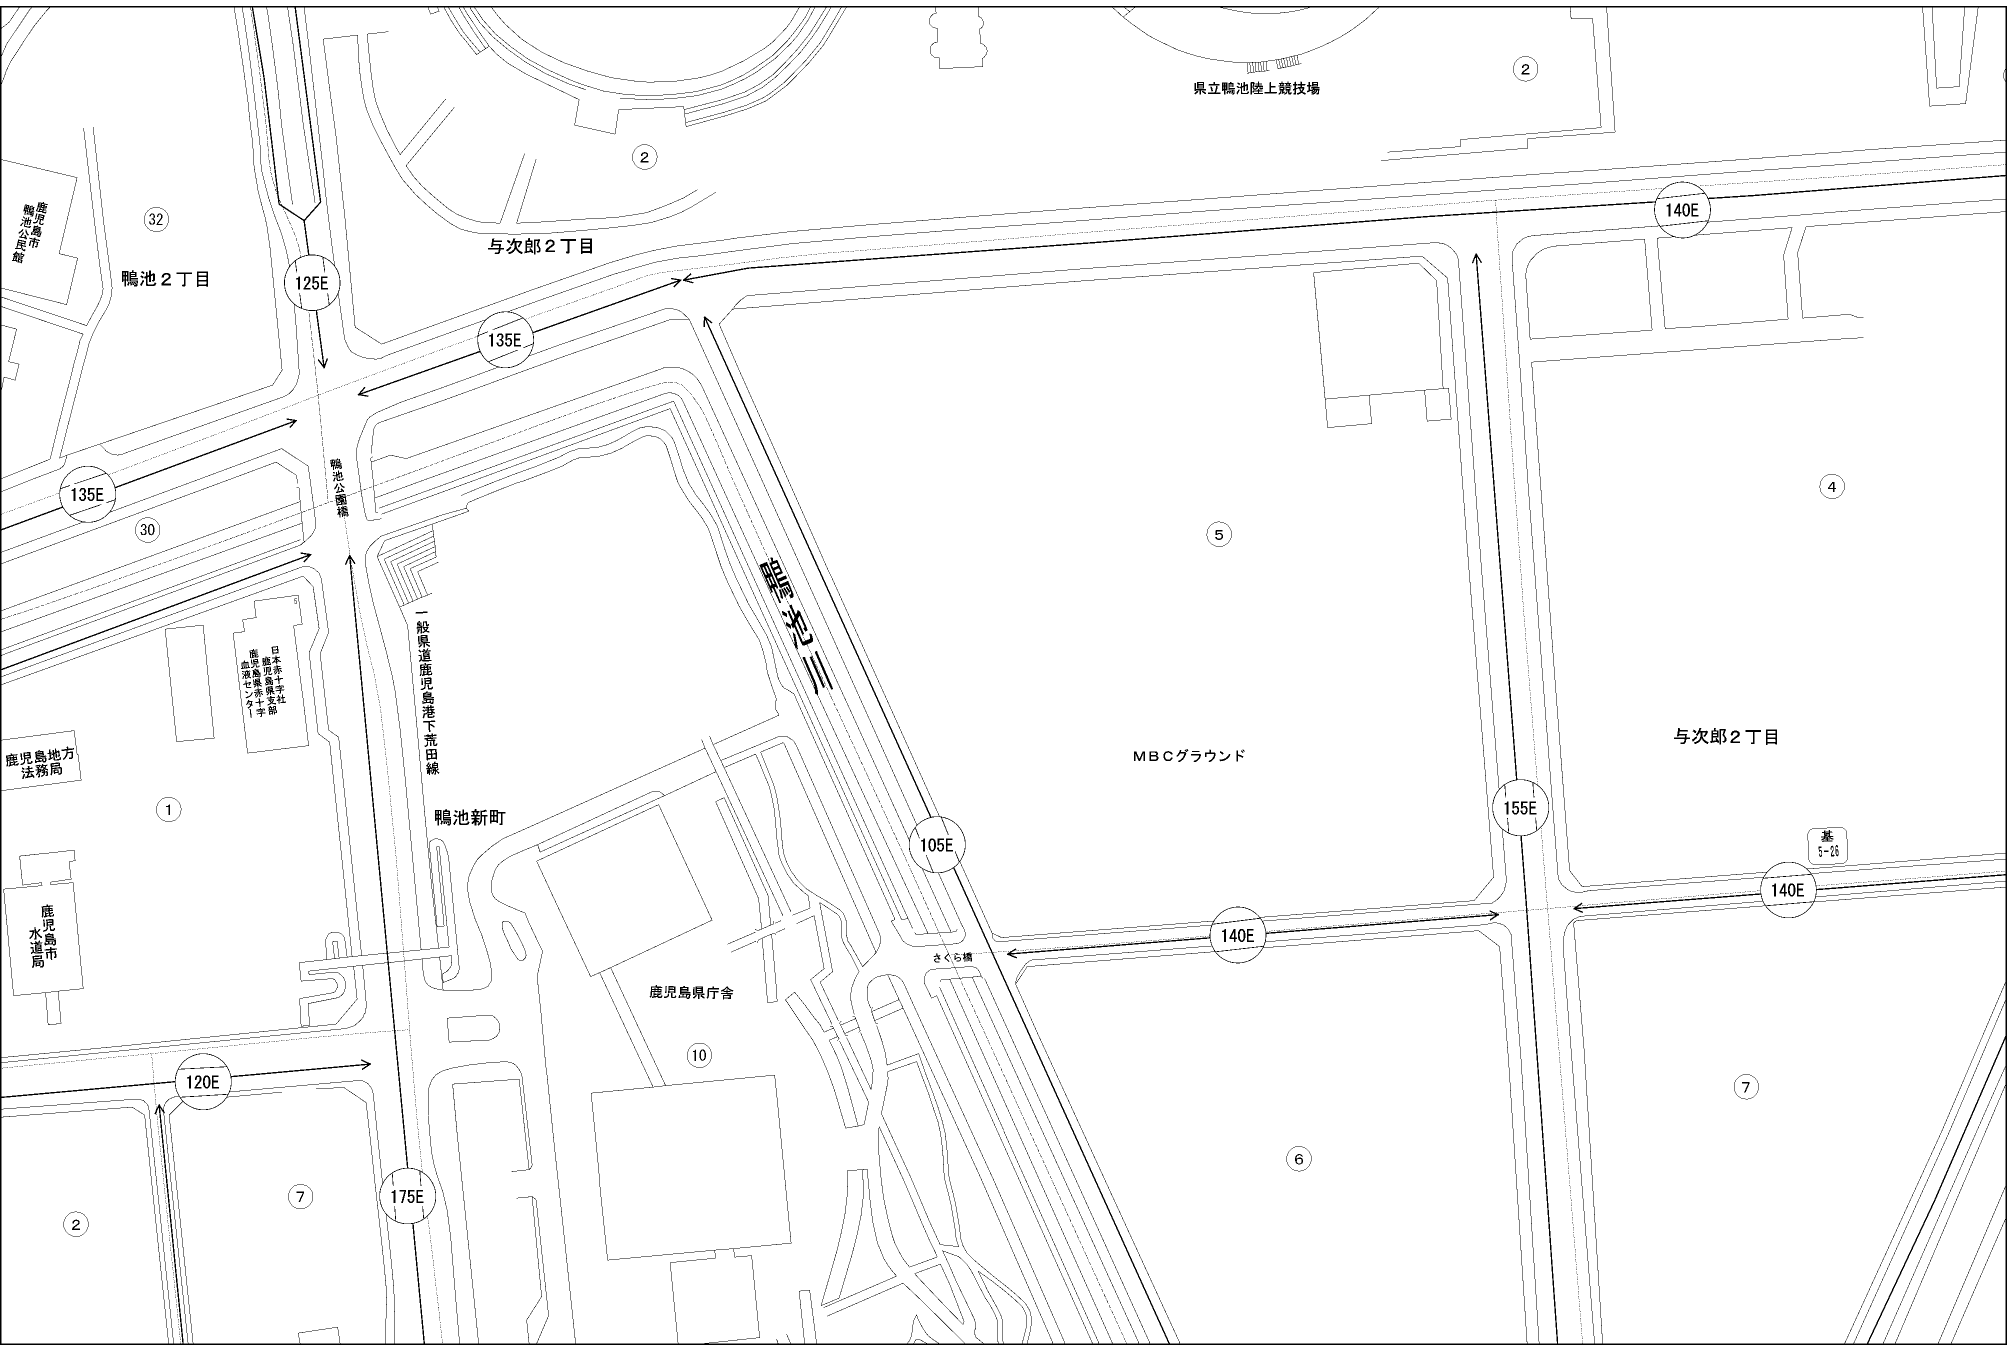 県立鴨池陸上競技場
2
2
140E
鹿児島市
鴨池公民館
32
与次郎2丁目
鴨池2丁目
125E
135E
135E
鴨池公園橋
30
5
4
5
一般県道鹿児島港下荒田線
日本赤十字社
鹿児島県支部
鹿児島県赤十字
血液センター
与次郎2丁目
鹿児島地方
法務局
MBCグラウンド
1
鴨池新町
155E
105E
基
5-26
140E
140E
鹿児島市
水道局
さくら橋
鹿児島県庁舎
10
120E
7
6
175E
7
2